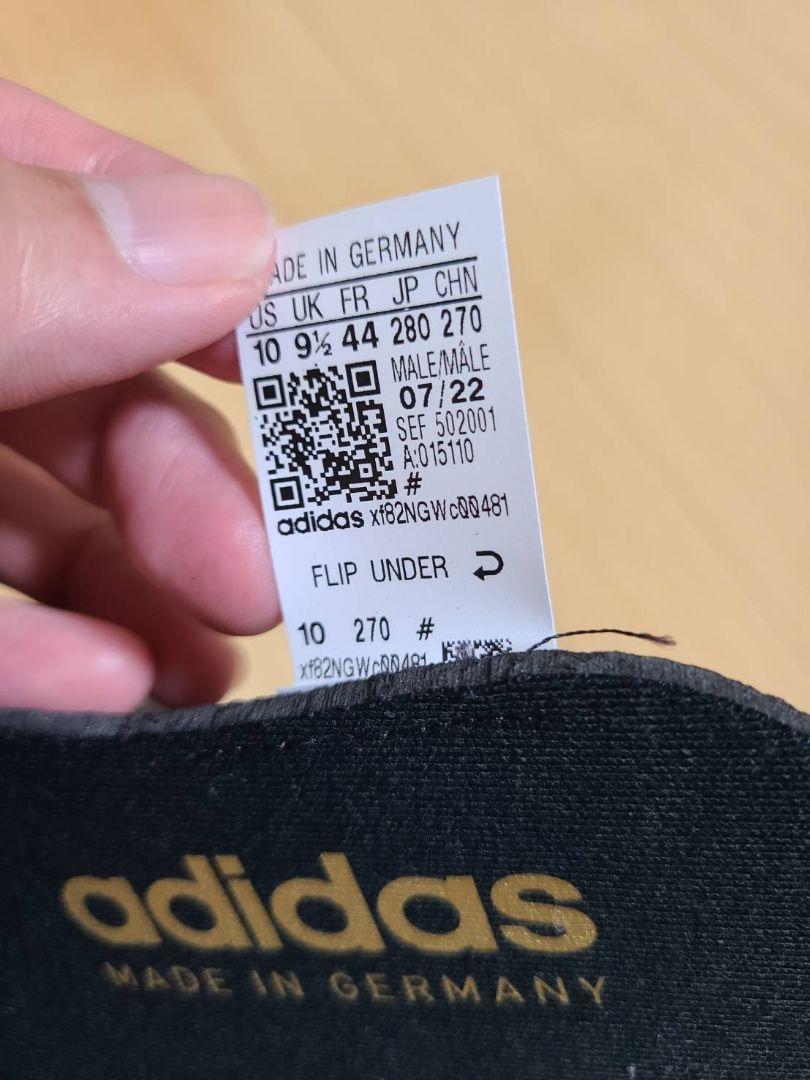 ADE IN GERMANY
US UK FR JP CHN
10 9½ 44 280 270
MALE/MÂLE
07/22
SEF 502001
A:015110
#
adidas xf82NGWc00481
FLIP UNDER
10 270 #
xf82NGWc00481
adidas
MADE IN GERMANY